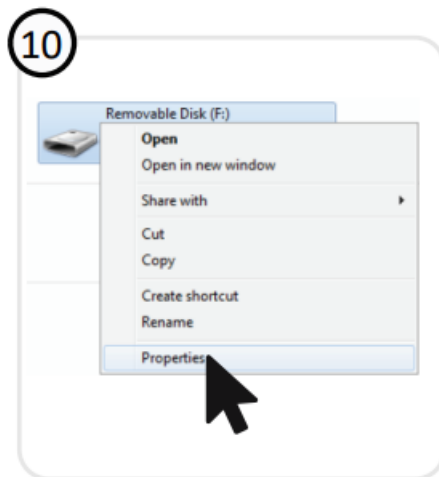 10
Removable Disk (F:)
Open
Open in new window
Share with
Cut
Copy
Create shortcut
Rename
Properties